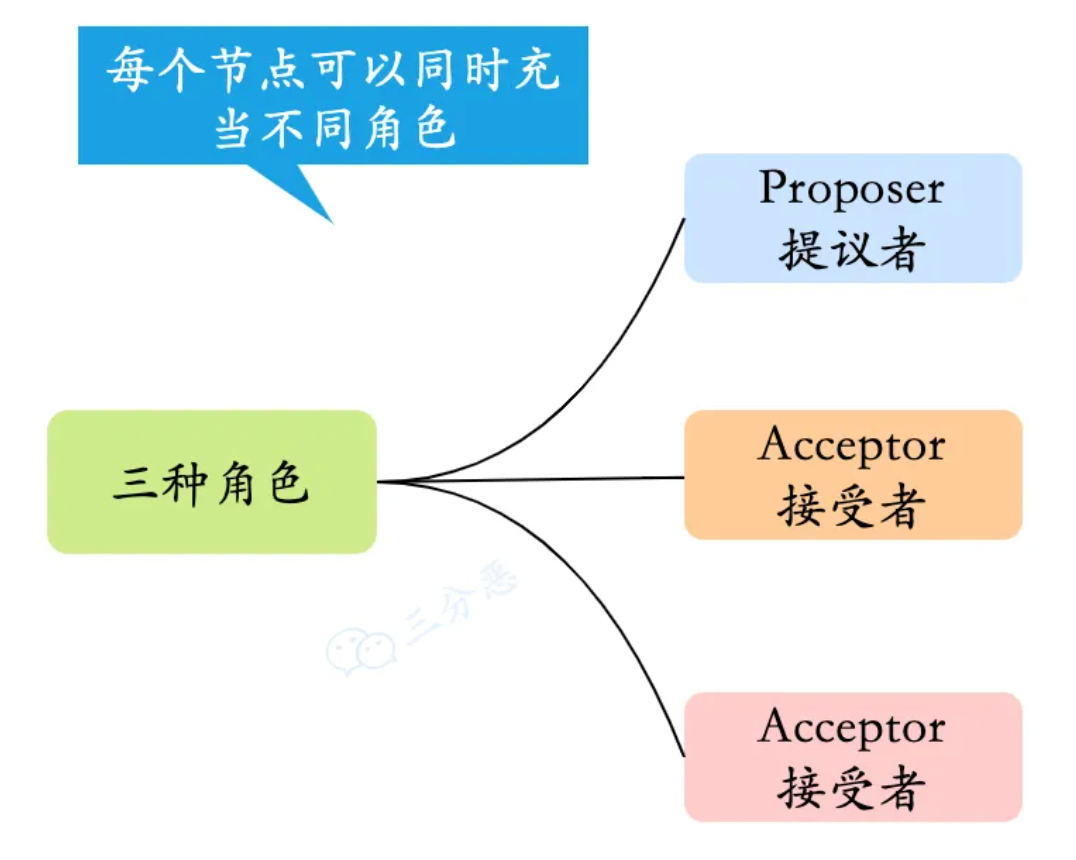 每个节点可以同时充
当不同角色
Proposer
提议者
三种角色
Acceptor
接受者
三分恶
Acceptor
接受者